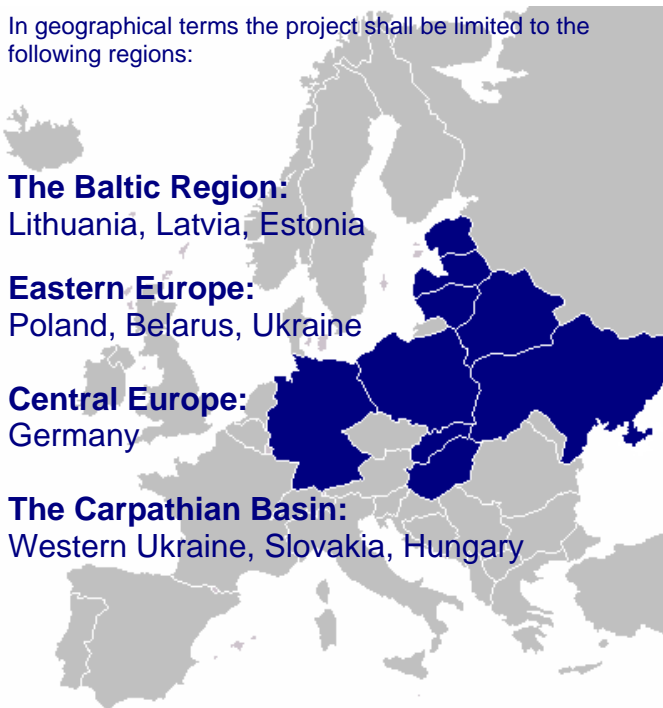 In geographical terms the project shall be limited to the
following regions:
The Baltic Region:
Lithuania, Latvia, Estonia
Eastern Europe:
Poland, Belarus, Ukraine
Central Europe:
Germany
The Carpathian Basin:
Western Ukraine, Slovakia, Hungary